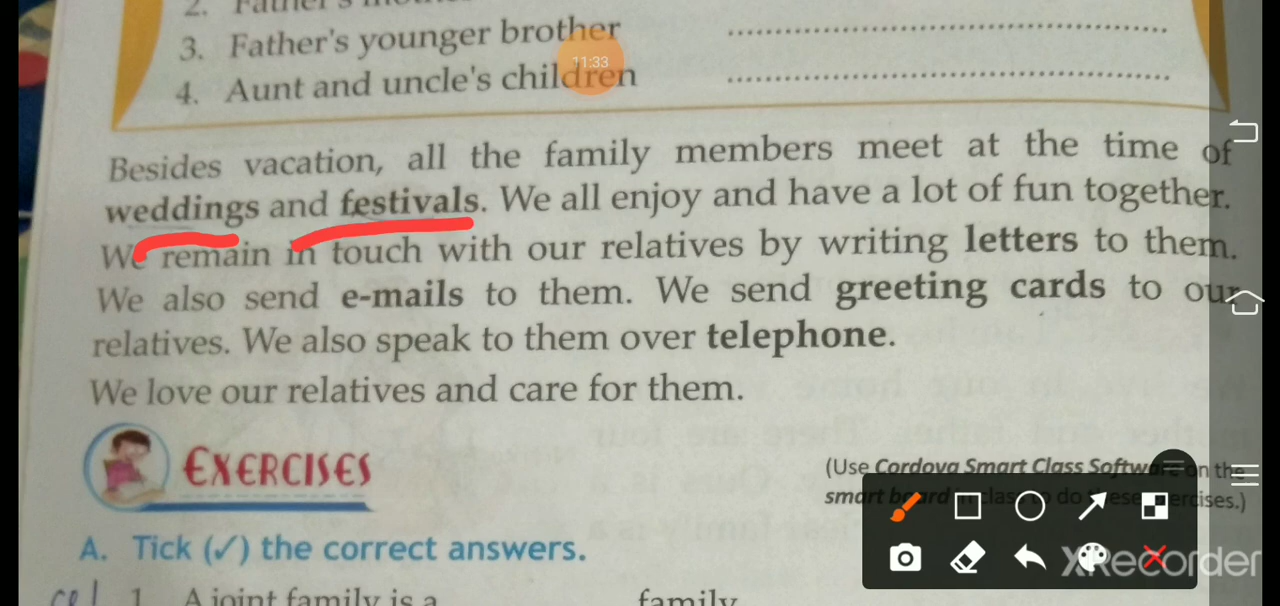 2. Father's
3. Father's younger brother
11:33
4. Aunt and uncle's children
Besides vacation, all the family members meet at the time of
weddings and festivals. We all enjoy and have a lot of fun together.
We remain in touch with our relatives by writing letters to them.
We also send e-mails to them. We send greeting cards to our
relatives. We also speak to them over telephone.
We love our relatives and care for them.
EXERCISES
(Use Cordova Smart Class Software on the
smart board in class to do these exercises.)
A. Tick (✓) the correct answers.
1. A joint family is a family.
XRecorder